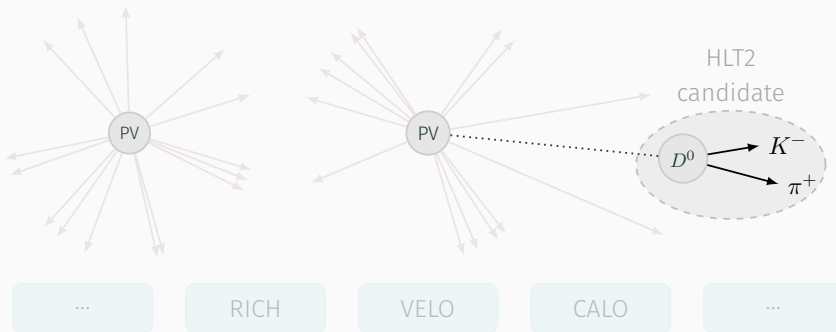 HLT2
candidate
PV
PV
D⁰
K⁻
π⁺
...
RICH
VELO
CALO
...